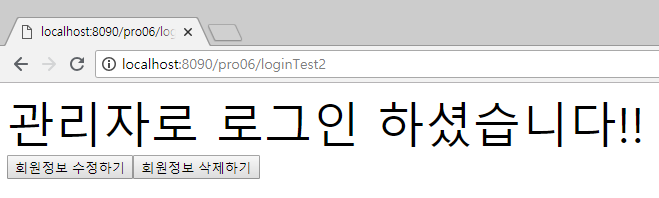 localhost:8090/pro06/log
localhost:8090/pro06/loginTest2
관리자로 로그인 하셨습니다!!
회원정보 수정하기 회원정보 삭제하기